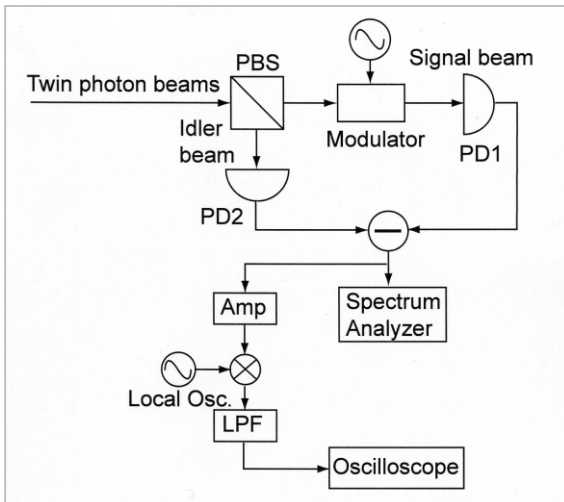 PBS
Signal beam
Twin photon beams
Idler
beam
Modulator
PD1
PD2
Amp
Spectrum
Analyzer
Local Osc.
LPF
Oscilloscope